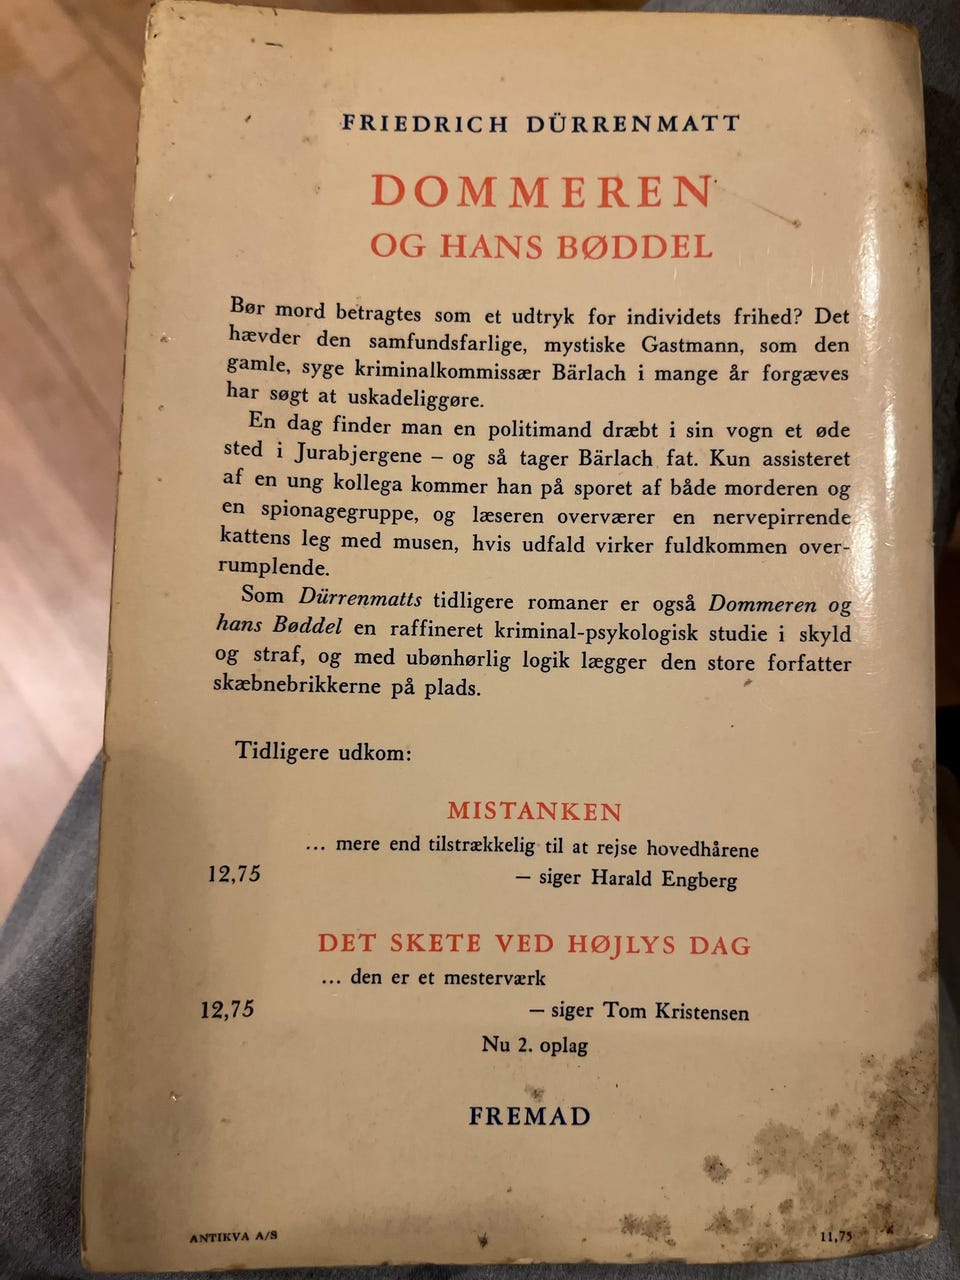 FRIEDRICH DÜRRENMATT
DOMMEREN
OG HANS BØDDEL
Bør mord betragtes som et udtryk for individets frihed? Det
hævder den samfundsfarlige, mystiske Gastmann, som den
gamle, syge kriminalkommissær Bärlach i mange år forgæves
har søgt at uskadeliggøre.
En dag finder man en politimand dræbt i sin vogn et øde
sted i Jurabjergene – og så tager Bärlach fat. Kun assisteret
af en ung kollega kommer han på sporet af både morderen og
en spionagegruppe, og læseren overværer en nervepirrende
kattens leg med musen, hvis udfald virker fuldkommen over-
rumplende.
Som Dürrenmatts tidligere romaner er også Dommeren og
hans Bøddel en raffineret kriminal-psykologisk studie i skyld
og straf, og med ubønhørlig logik lægger den store forfatter
skæbnebrikkerne på plads.
Tidligere udkom:
MISTANKEN
... mere end tilstrækkelig til at rejse hovedhårene
12,75 – siger Harald Engberg
DET SKETE VED HØJLYS DAG
... den er et mesterværk
12,75 – siger Tom Kristensen
Nu 2. oplag
FREMAD
ANTIKVA A/S 11,75